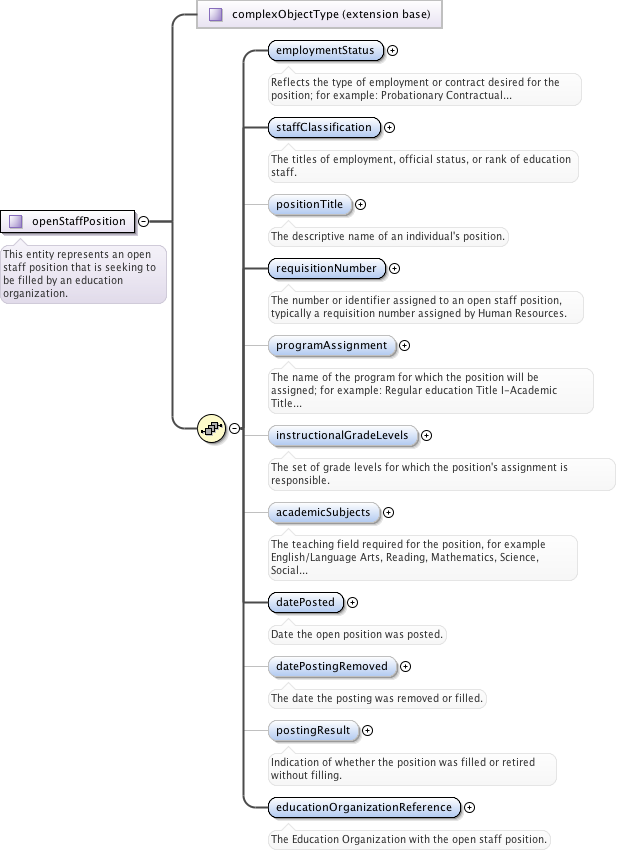 complexObjectType (extension base)
employmentStatus
Reflects the type of employment or contract desired for the
position; for example: Probationary Contractual...
staffClassification
The titles of employment, official status, or rank of education
staff.
positionTitle
openStaffPosition
The descriptive name of an individual's position.
This entity represents an open
staff position that is seeking to
be filled by an education
organization.
requisitionNumber
The number or identifier assigned to an open staff position,
typically a requisition number assigned by Human Resources.
programAssignment
The name of the program for which the position will be
assigned; for example: Regular education Title I-Academic
Title...
instructionalGradeLevels
The set of grade levels for which the position's assignment is
responsible.
academicSubjects
The teaching field required for the position, for example
English/Language Arts, Reading, Mathematics, Science,
Social...
datePosted
Date the open position was posted.
datePostingRemoved
The date the posting was removed or filled.
postingResult
Indication of whether the position was filled or retired
without filling.
educationOrganizationReference
The Education Organization with the open staff position.